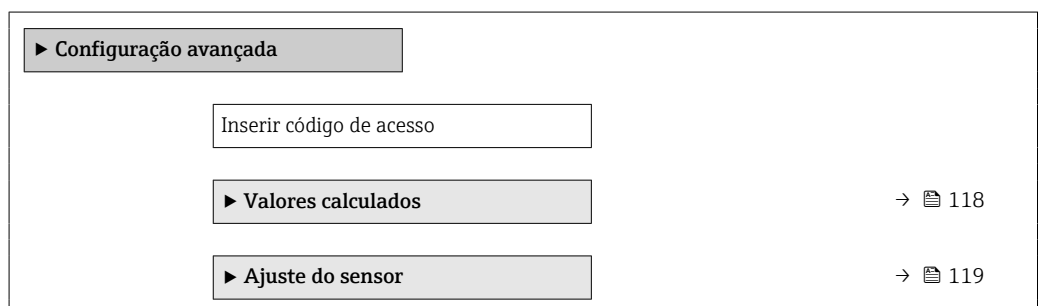 ▶ Configuração avançada
Inserir código de acesso
▶ Valores calculados → 118
▶ Ajuste do sensor → 119